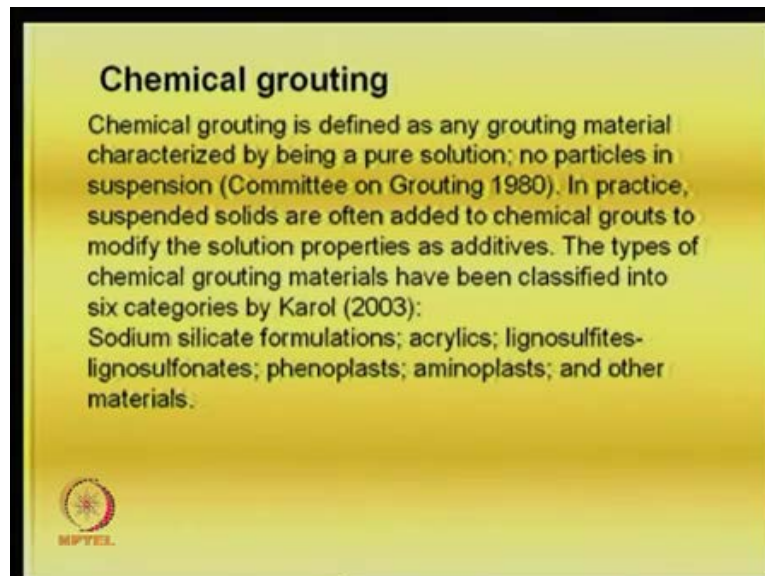 Chemical grouting
Chemical grouting is defined as any grouting material
characterized by being a pure solution; no particles in
suspension (Committee on Grouting 1980). In practice,
suspended solids are often added to chemical grouts to
modify the solution properties as additives. The types of
chemical grouting materials have been classified into
six categories by Karol (2003):
Sodium silicate formulations; acrylics; lignosulfites-
lignosulfonates; phenoplasts; aminoplasts; and other
materials.
NPTEL